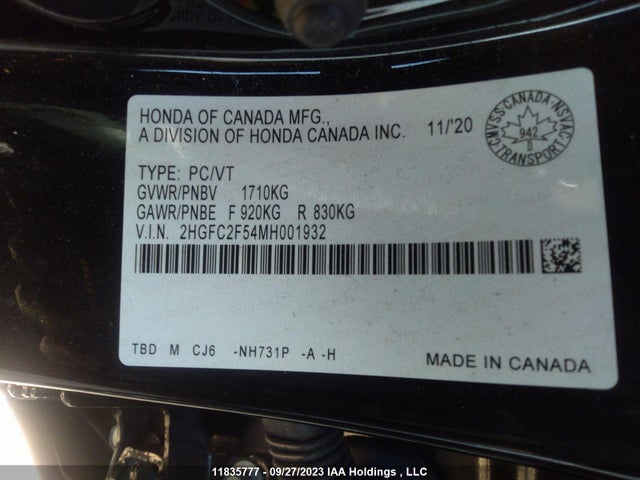 HONDA OF CANADA MFG.,
A DIVISION OF HONDA CANADA INC. 11/'20
CMVSS-CANADA-NSVAC
942
TRANSPORT
TYPE: PC/VT
GVWR/PNBV 1710KG
GAWR/PNBE F 920KG R 830KG
V.I.N. 2HGFC2F54MH001932
TBD M CJ6 -NH731P -A -H
MADE IN CANADA
11835777 - 09/27/2023 IAA Holdings , LLC